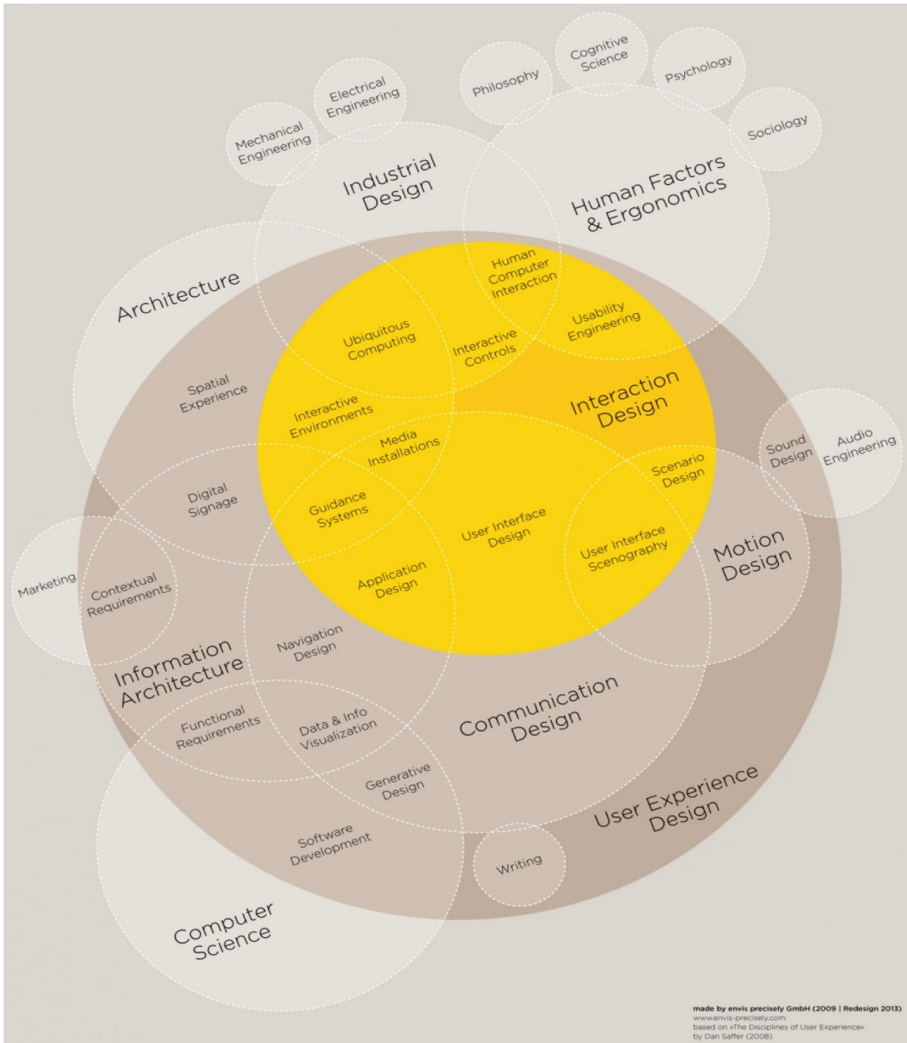 Cognitive
Science
Philosophy
Psychology
Electrical
Engineering
Sociology
Mechanical
Engineering
Industrial
Design
Human Factors
& Ergonomics
Human
Computer
Interaction
Architecture
Ubiquitous
Computing
Interactive
Controls
Usability
Engineering
Spatial
Experience
Interactive
Environments
Interaction
Design
Media
Installations
Sound
Design
Audio
Engineering
Scenario
Design
Digital
Signage
Guidance
Systems
User Interface
Design
User Interface
Scenography
Motion
Design
Marketing
Contextual
Requirements
Application
Design
Navigation
Design
Information
Architecture
Functional
Requirements
Data & Info
Visualization
Communication
Design
Generative
Design
User Experience
Design
Software
Development
Writing
Computer
Science
made by envis precisely GmbH (2009 | Redesign 2013)
www.envis-precisely.com
based on »The Disciplines of User Experience«
by Dan Saffer (2008)